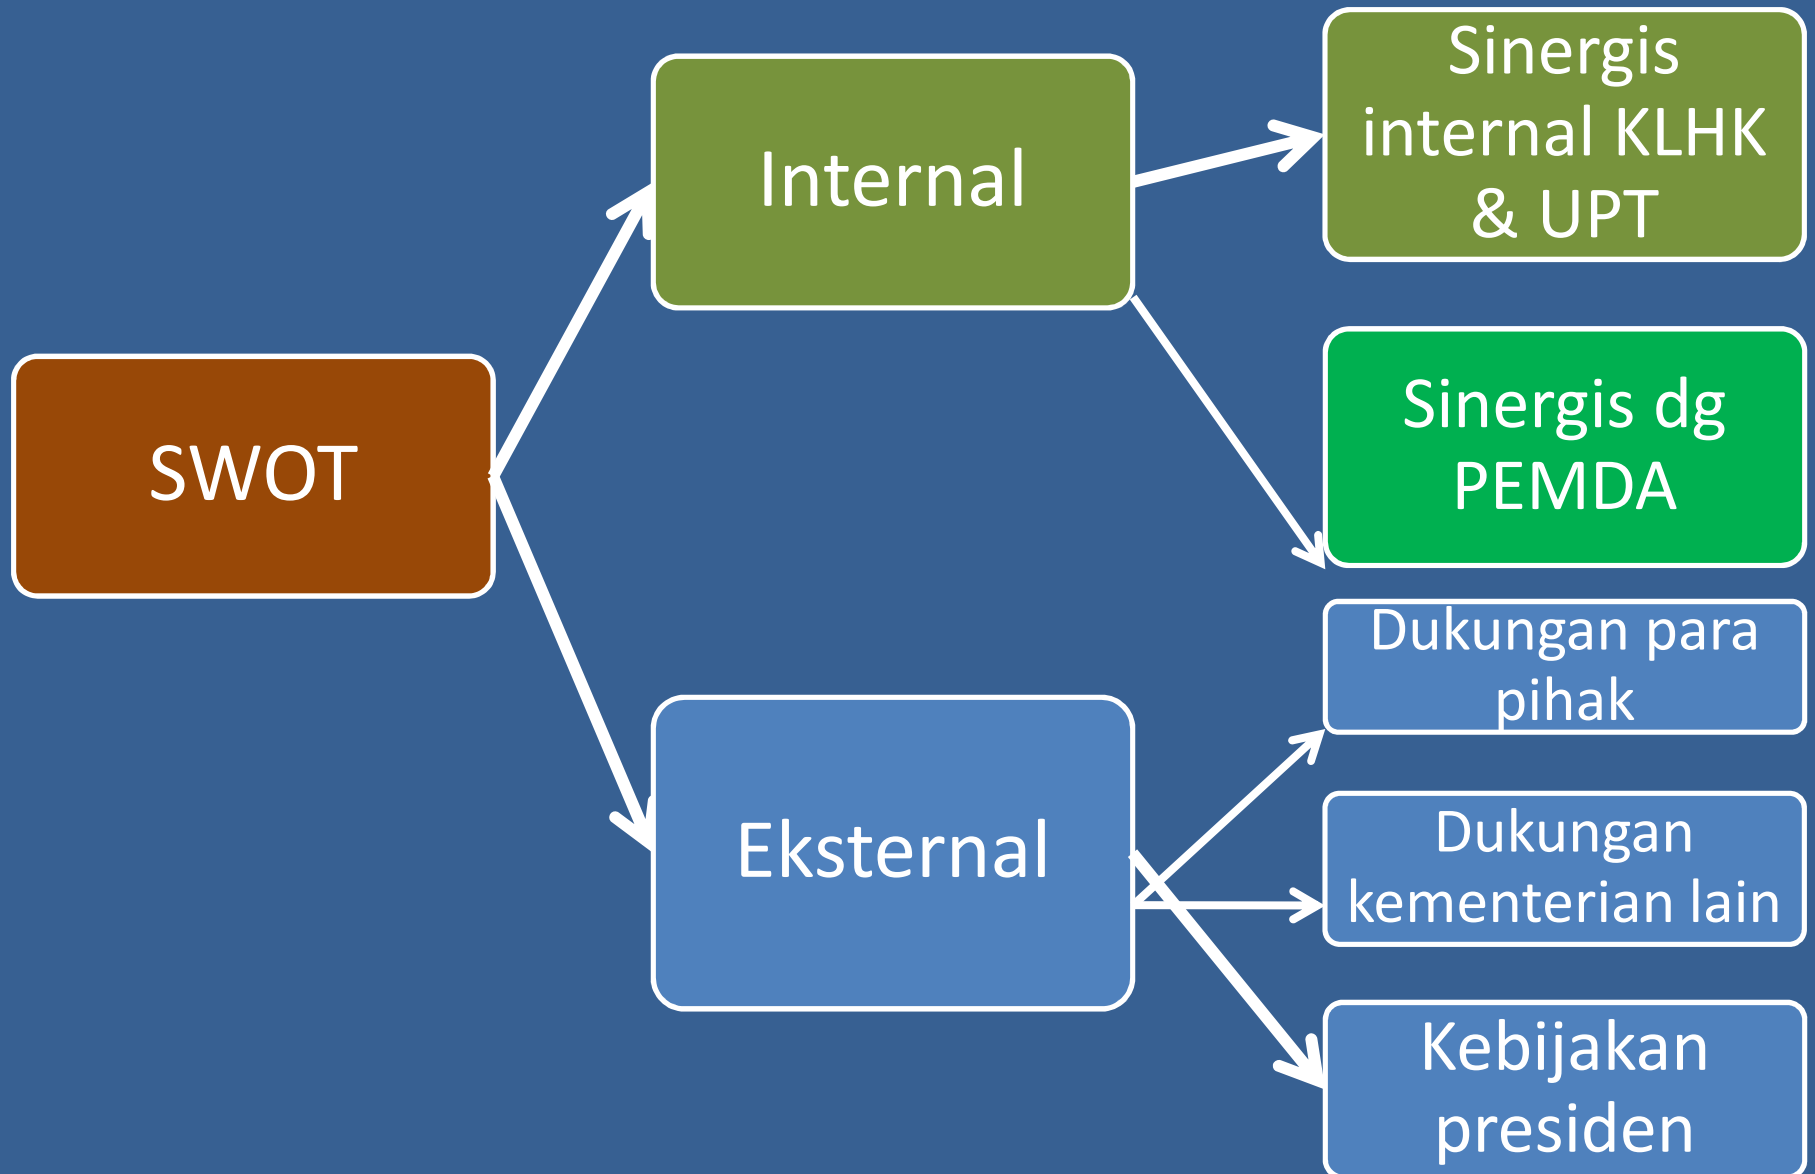 SWOT
Internal
Sinergis
internal KLHK
& UPT
Sinergis dg
PEMDA
Eksternal
Dukungan para
pihak
Dukungan
kementerian lain
Kebijakan
presiden